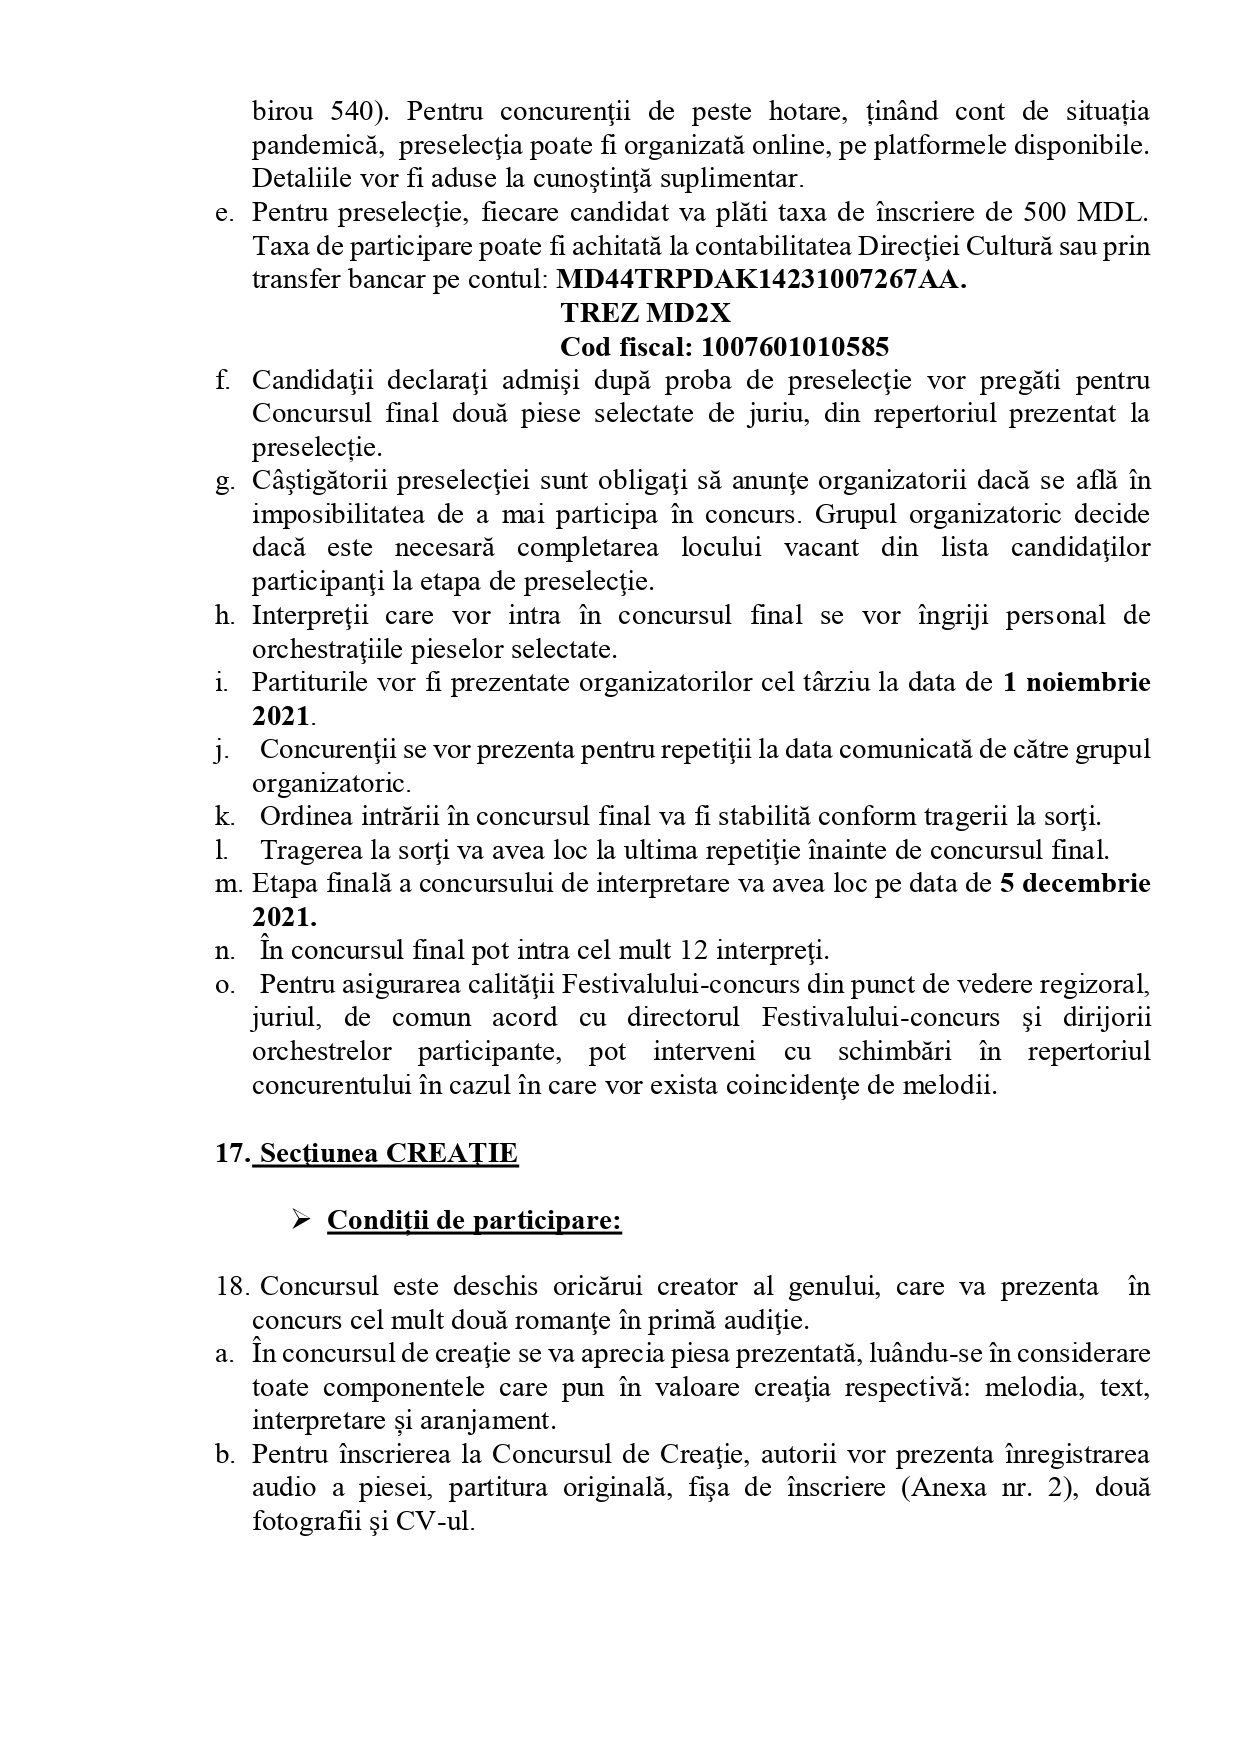 birou 540). Pentru concurenţii de peste hotare, ținând cont de situația
pandemică, preselecţia poate fi organizată online, pe platformele disponibile.
Detaliile vor fi aduse la cunoştinţă suplimentar.
e. Pentru preselecţie, fiecare candidat va plăti taxa de înscriere de 500 MDL.
Taxa de participare poate fi achitată la contabilitatea Direcţiei Cultură sau prin
transfer bancar pe contul: MD44TRPDAK14231007267AA.
TREZ MD2X
Cod fiscal: 1007601010585
f. Candidaţii declaraţi admişi după proba de preselecţie vor pregăti pentru
Concursul final două piese selectate de juriu, din repertoriul prezentat la
preselecție.
g. Câştigătorii preselecţiei sunt obligaţi să anunţe organizatorii dacă se află în
imposibilitatea de a mai participa în concurs. Grupul organizatoric decide
dacă este necesară completarea locului vacant din lista candidaţilor
participanţi la etapa de preselecţie.
h. Interpreţii care vor intra în concursul final se vor îngriji personal de
orchestraţiile pieselor selectate.
i. Partiturile vor fi prezentate organizatorilor cel târziu la data de 1 noiembrie
2021.
j. Concurenţii se vor prezenta pentru repetiţii la data comunicată de către grupul
organizatoric.
k. Ordinea intrării în concursul final va fi stabilită conform tragerii la sorţi.
l. Tragerea la sorţi va avea loc la ultima repetiţie înainte de concursul final.
m. Etapa finală a concursului de interpretare va avea loc pe data de 5 decembrie
2021.
n. În concursul final pot intra cel mult 12 interpreţi.
o. Pentru asigurarea calităţii Festivalului-concurs din punct de vedere regizoral,
juriul, de comun acord cu directorul Festivalului-concurs şi dirijorii
orchestrelor participante, pot interveni cu schimbări în repertoriul
concurentului în cazul în care vor exista coincidenţe de melodii.
17. Secţiunea CREAȚIE
➢ Condiții de participare:
18. Concursul este deschis oricărui creator al genului, care va prezenta în
concurs cel mult două romanţe în primă audiţie.
a. În concursul de creaţie se va aprecia piesa prezentată, luându-se în considerare
toate componentele care pun în valoare creaţia respectivă: melodia, text,
interpretare și aranjament.
b. Pentru înscrierea la Concursul de Creaţie, autorii vor prezenta înregistrarea
audio a piesei, partitura originală, fişa de înscriere (Anexa nr. 2), două
fotografii şi CV-ul.